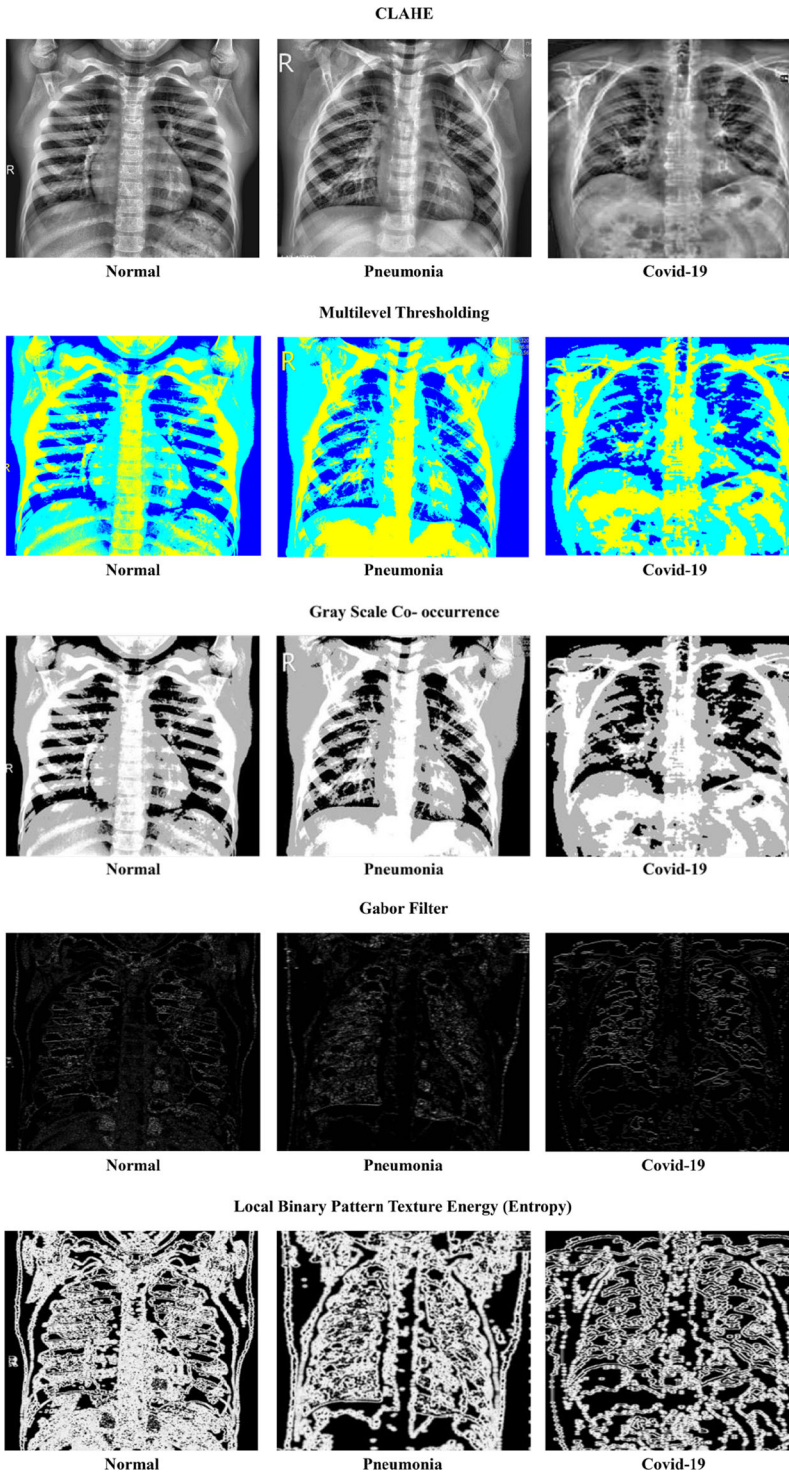 CLAHE
R
R
Normal Pneumonia Covid-19
Multilevel Thresholding
R
R
Normal Pneumonia Covid-19
Gray Scale Co- occurrence
R
R
Normal Pneumonia Covid-19
Gabor Filter
Normal Pneumonia Covid-19
Local Binary Pattern Texture Energy (Entropy)
Normal Pneumonia Covid-19